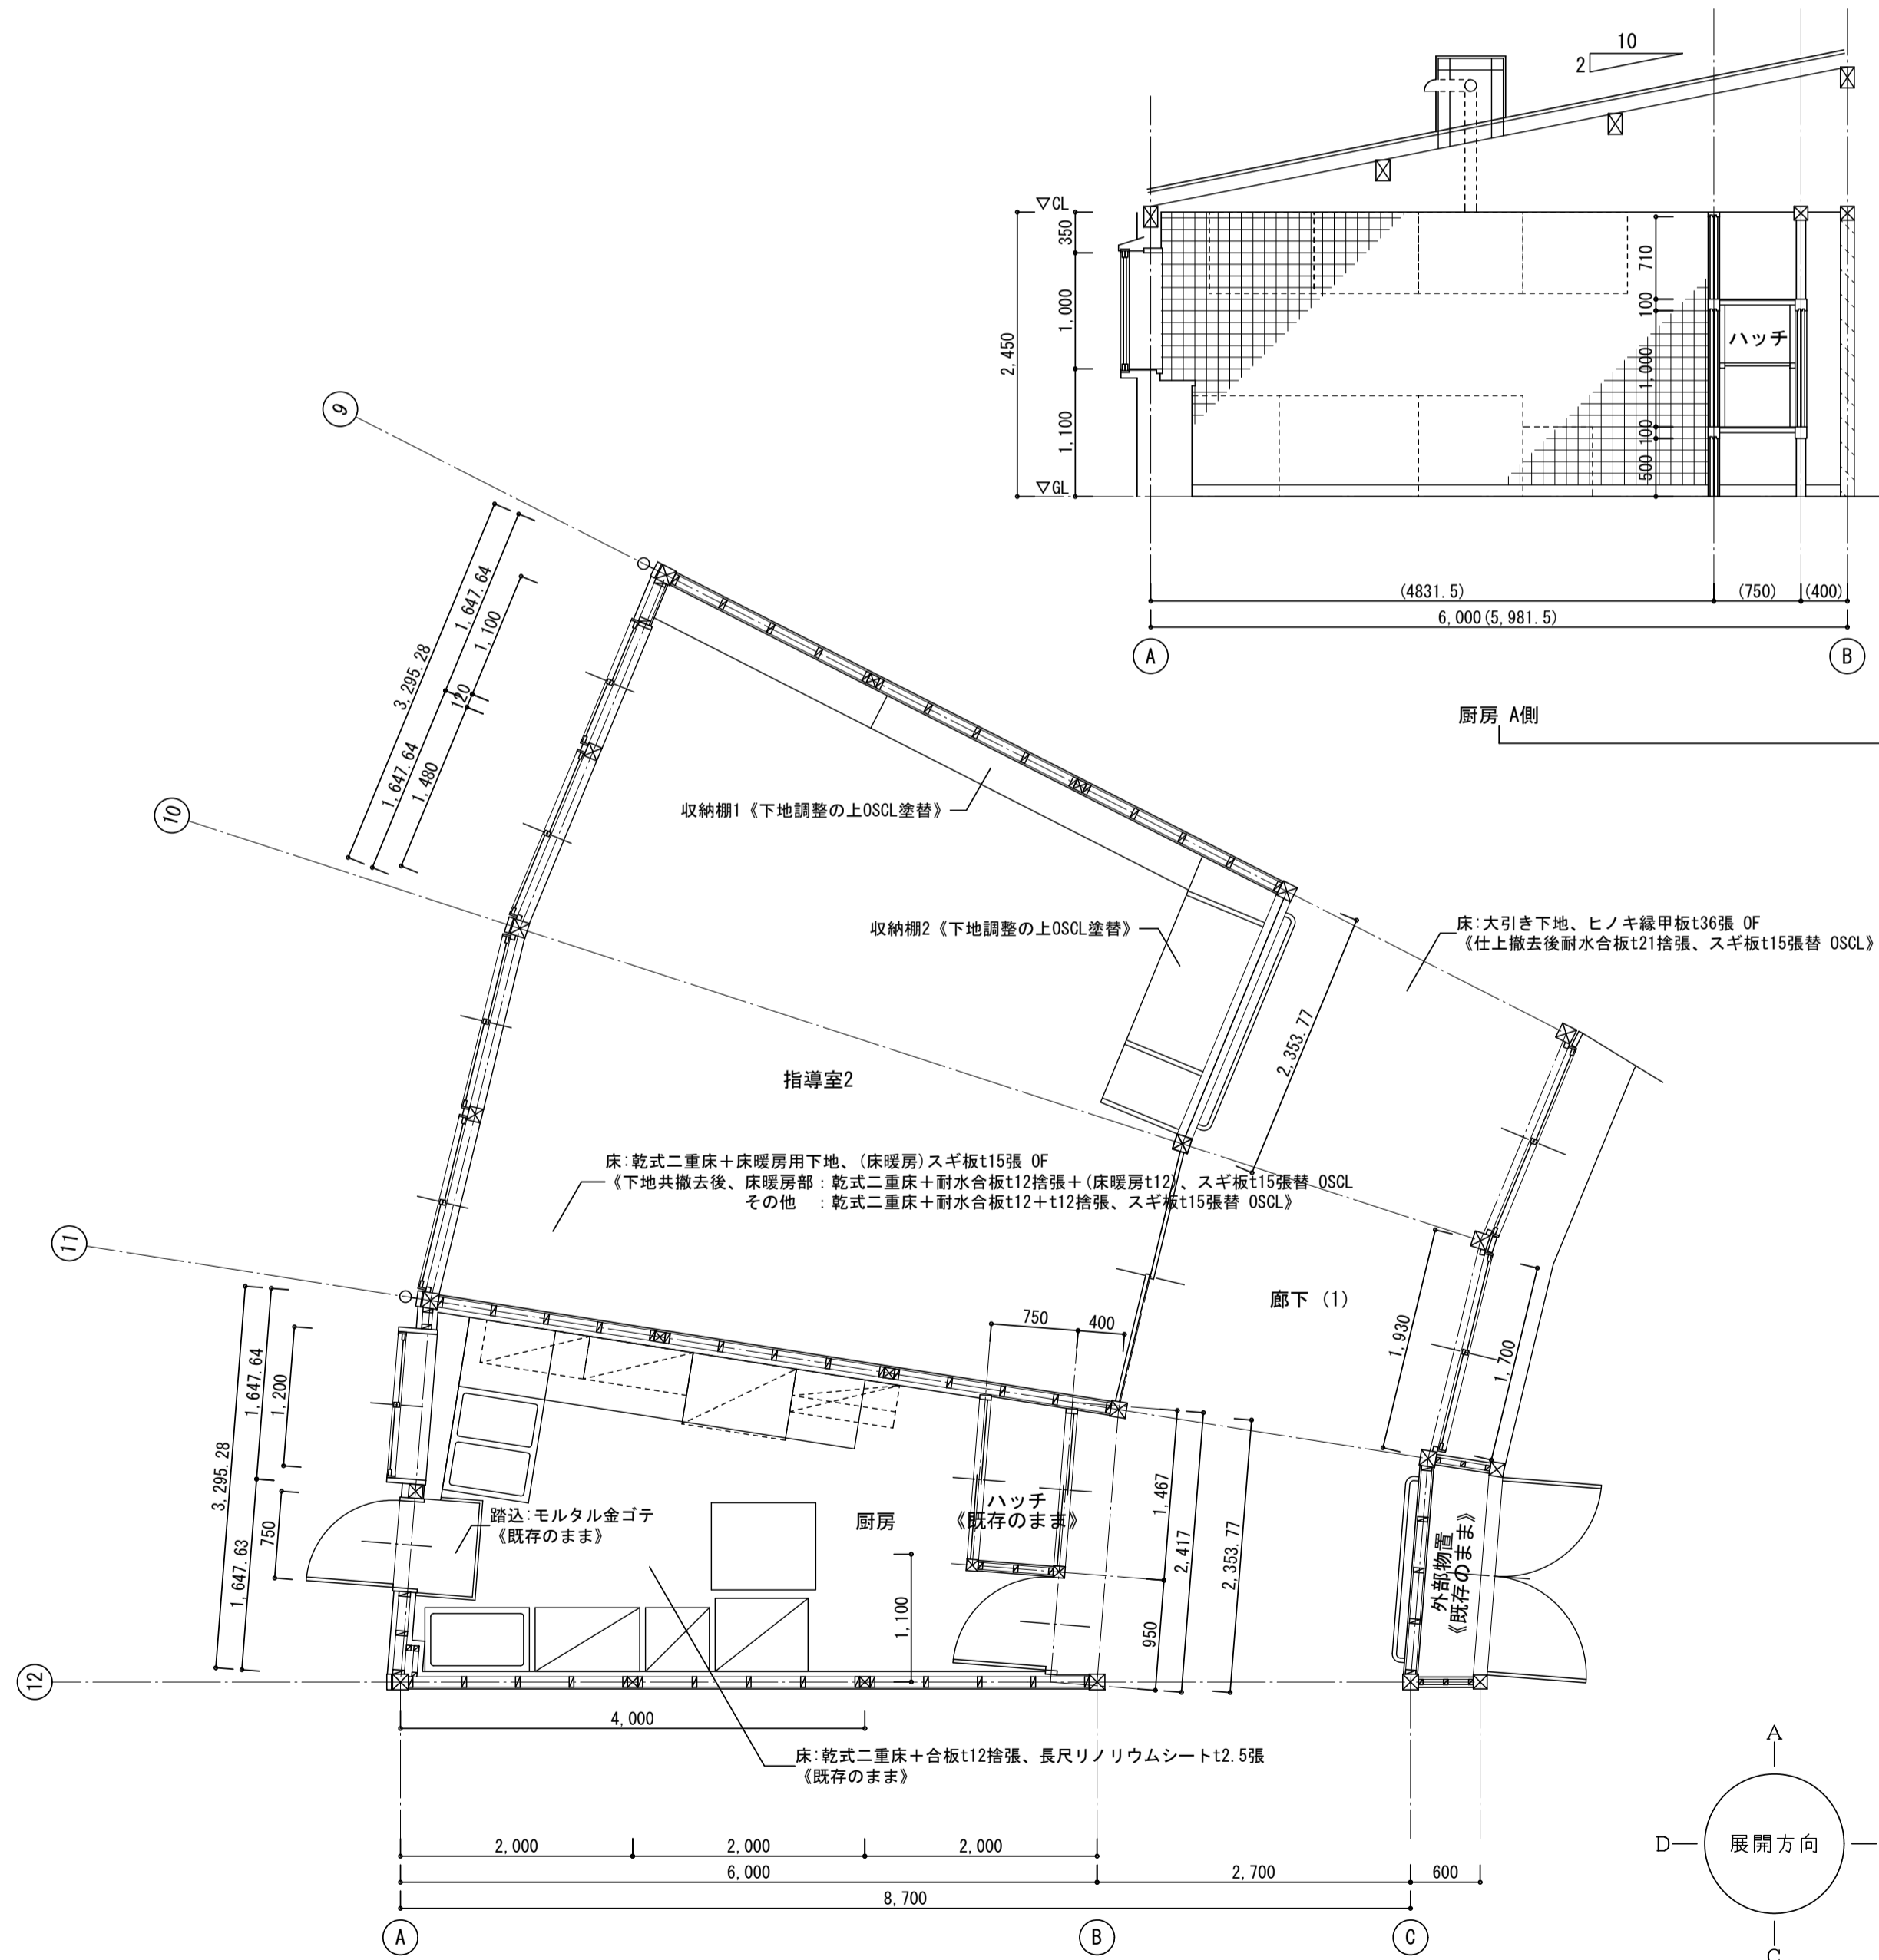 10
2
▽CL
350
710
100
1,000
ハッチ
1,000
2,450
1,100
100
500
▽GL
(4831.5)
(750)
(400)
6,000(5,981.5)
A
B
厨房 A側
9
1,647.64
1,100
3,295.28
120
1,647.64
1,480
10
収納棚1《下地調整の上OSCL塗替》
収納棚2《下地調整の上OSCL塗替》
床:大引き下地、ヒノキ縁甲板t36張 OF
《仕上撤去後耐水合板t21捨張、スギ板t15張替 OSCL》
2,353.77
指導室2
床:乾式二重床+床暖房用下地、(床暖房)スギ板t15張 OF
《下地共撤去後、床暖房部:乾式二重床+耐水合板t12捨張+(床暖房t12)、スギ板t15張替 OSCL
その他 :乾式二重床+耐水合板t12+t12捨張、スギ板t15張替 OSCL》
11
廊下 (1)
750
400
1,930
1,700
1,647.64
1,200
3,295.28
750
1,647.63
踏込:モルタル金ゴテ
《既存のまま》
厨房
ハッチ
《既存のまま》
1,467
2,417
2,353.77
1,100
950
外部物置
《既存のまま》
12
4,000
床:乾式二重床+合板t12捨張、長尺リノリウムシートt2.5張
《既存のまま》
2,000
2,000
2,000
6,000
2,700
600
8,700
A
B
C
A
D
展開方向
C